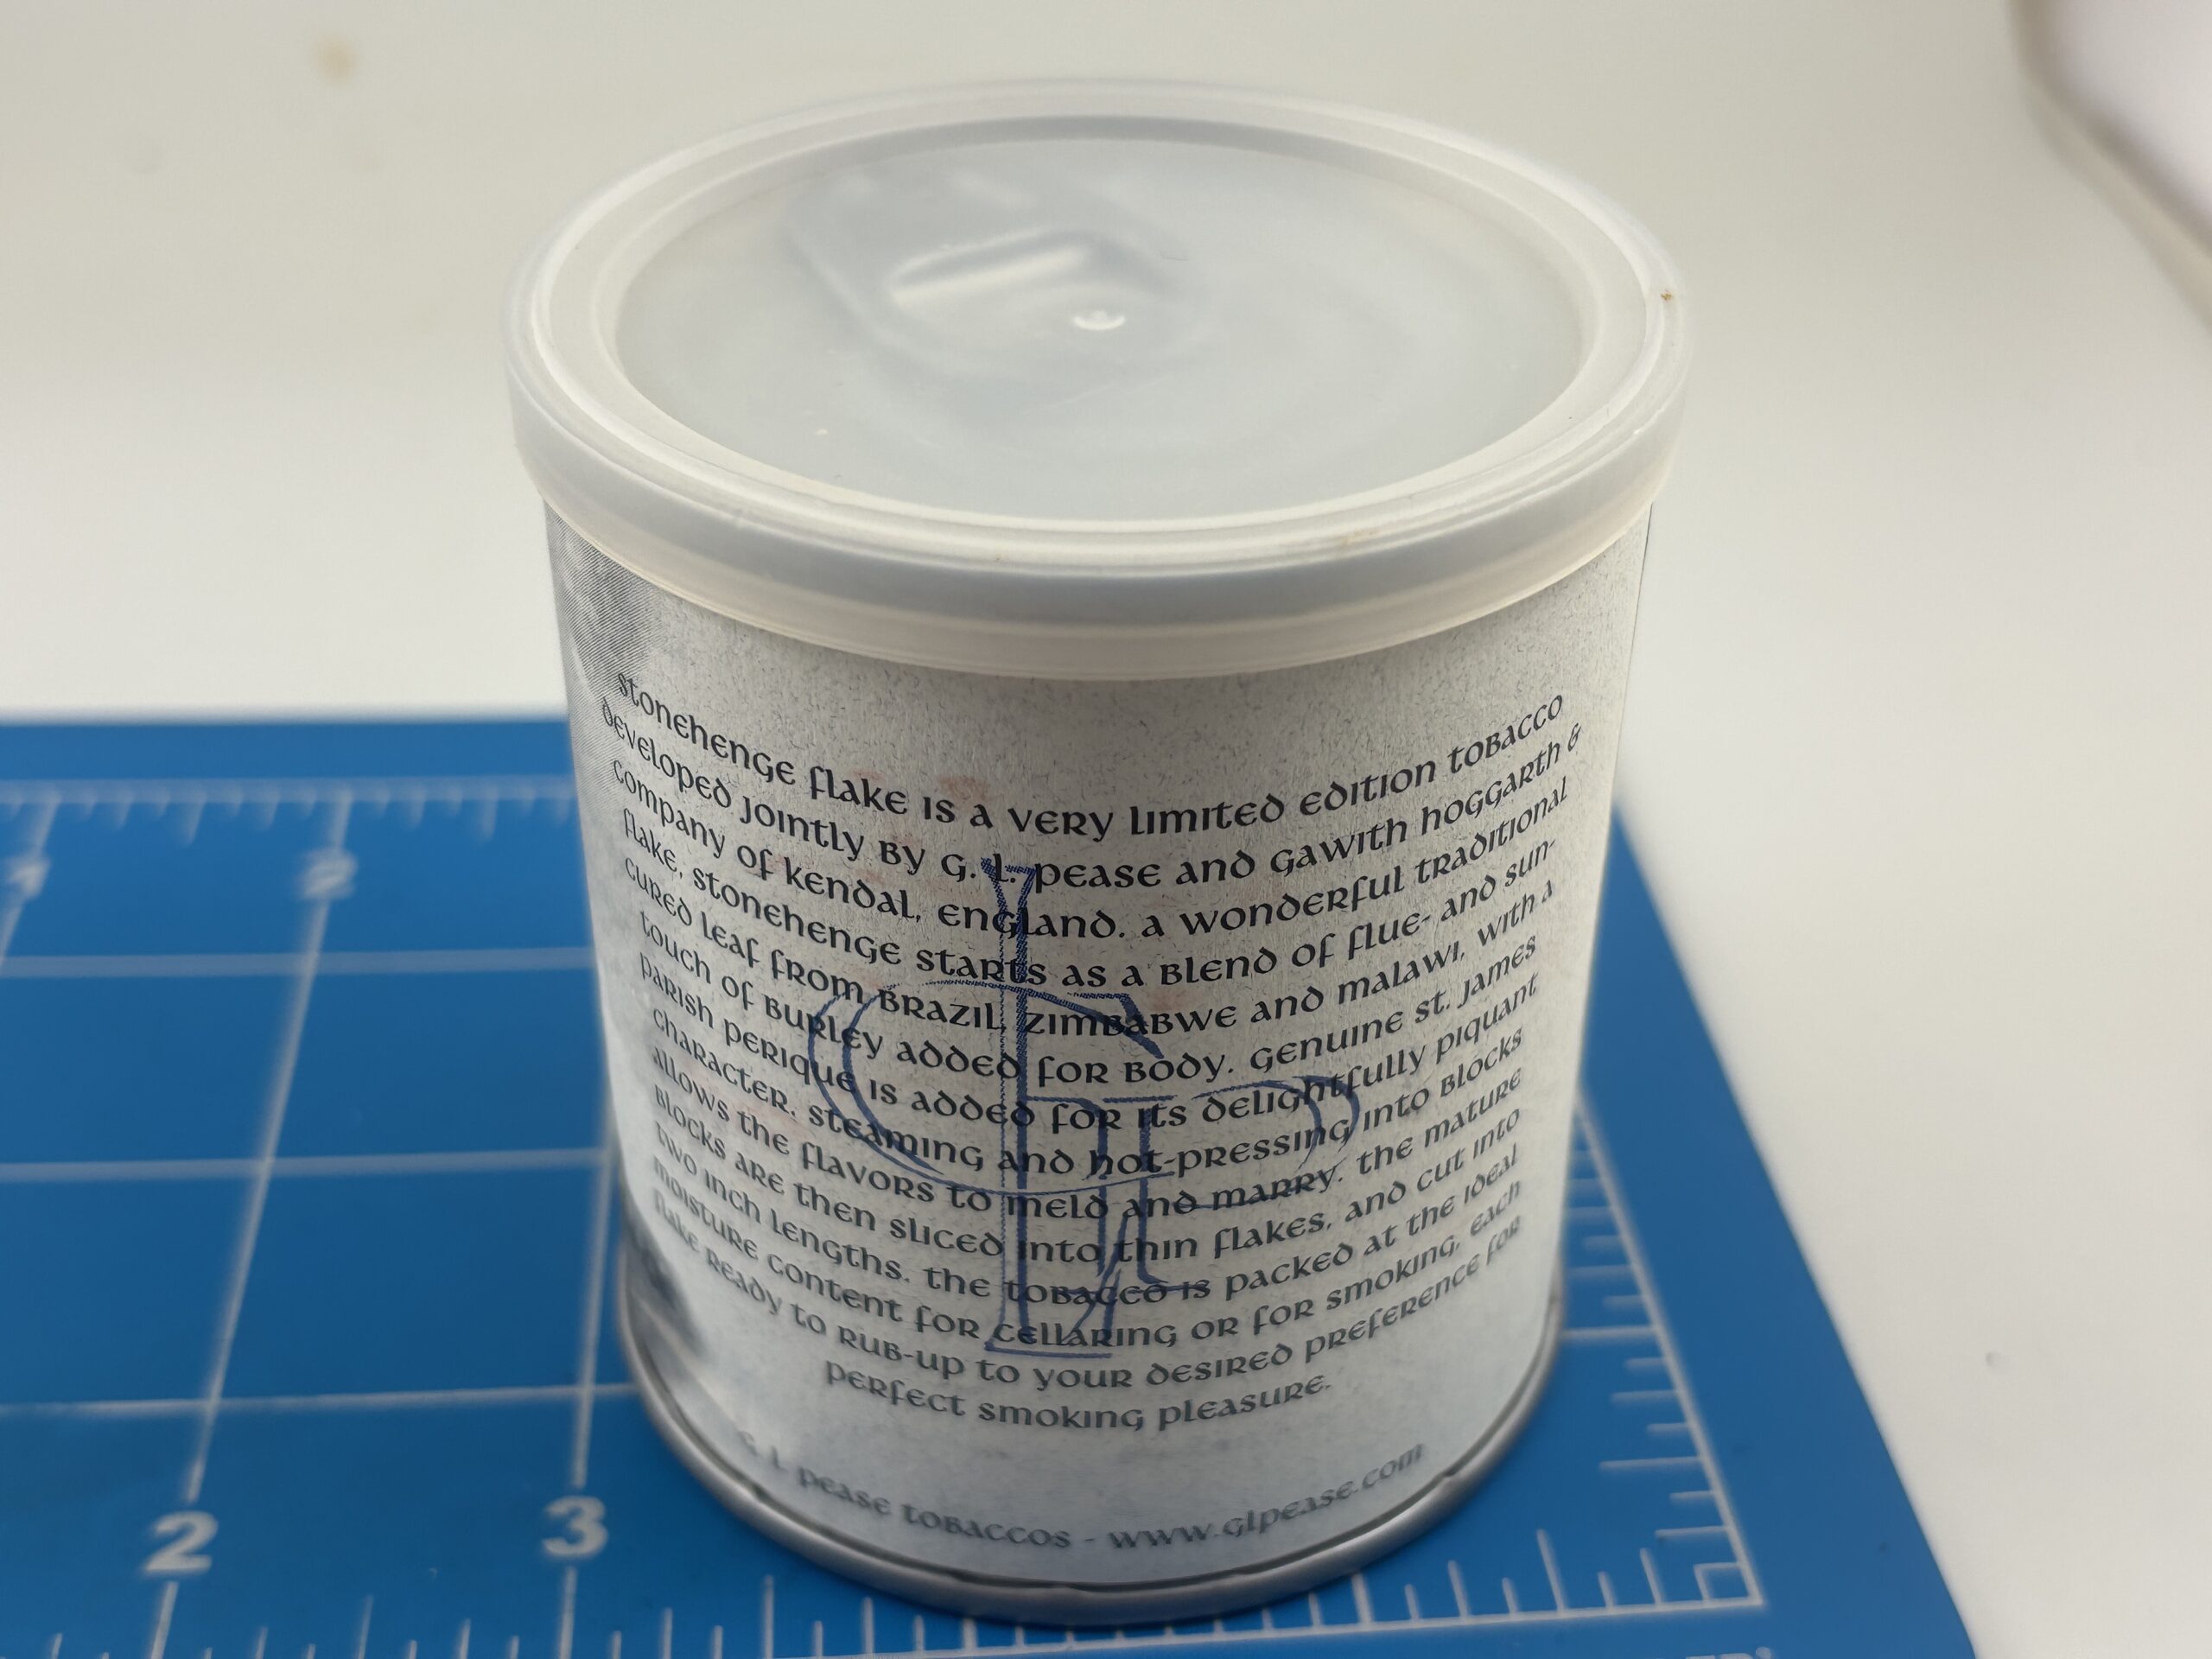 stonehenge flake is a very limited edition tobacco
developed jointly by G. L. Pease and Gawith Hoggarth &
company of kendal, england. a wonderful traditional
flake, stonehenge starts as a blend of flue- and sun-
cured leaf from Brazil, Zimbabwe and malawi, with a
touch of Burley added for body. Genuine st. James
parish perique is added for its delightfully piquant
character. steaming and hot-pressing into blocks
allows the flavors to meld and marry. the mature
blocks are then sliced into thin flakes, and cut into
two inch lengths. the tobacco is packed at the ideal
moisture content for cellaring or for smoking, each
flake ready to rub-up to your desired preference for
perfect smoking pleasure.
G. L. Pease tobaccos - www.glpease.com
1
2
2
3